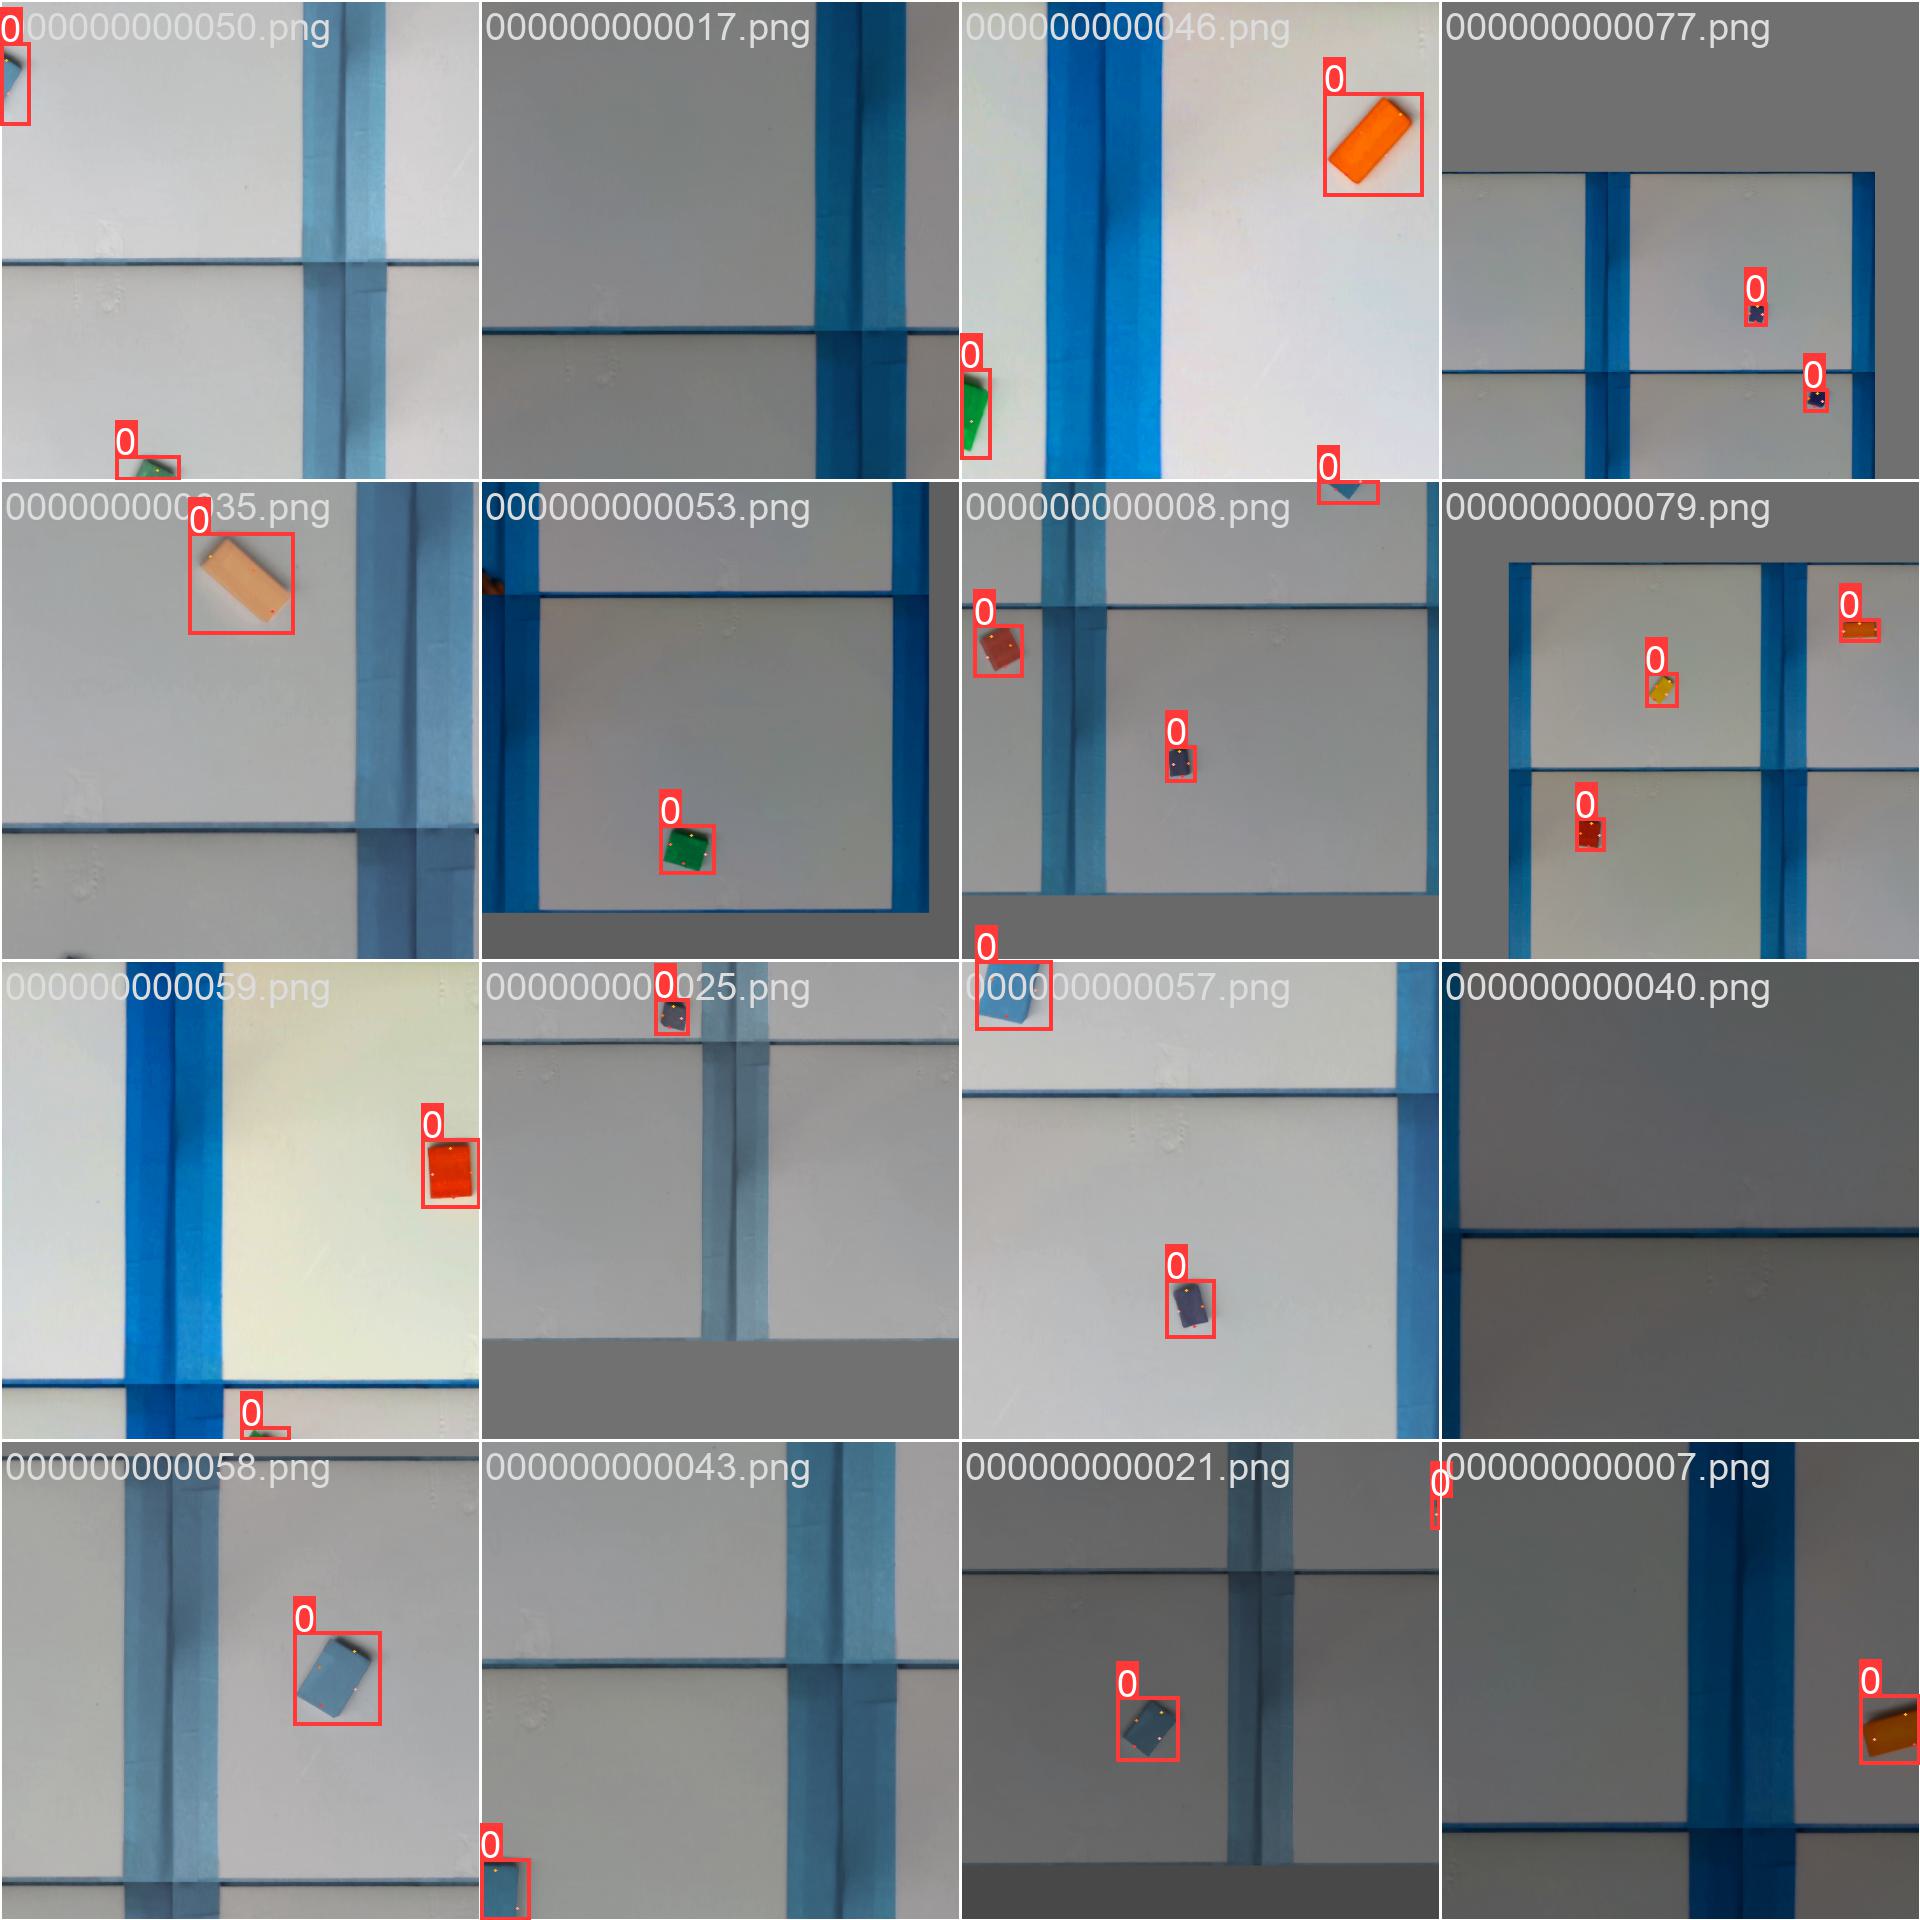 000000000050.png
0
0
000000000017.png
000000000046.png
0
0
000000000077.png
0
0
000000000035.png
0
000000000053.png
0
0
000000000008.png
0
0
000000000079.png
0
0
0
000000000059.png
0
0
000000000025.png
0
0
000000000057.png
0
000000000040.png
000000000058.png
0
000000000043.png
0
000000000021.png
0
0
000000000007.png
0